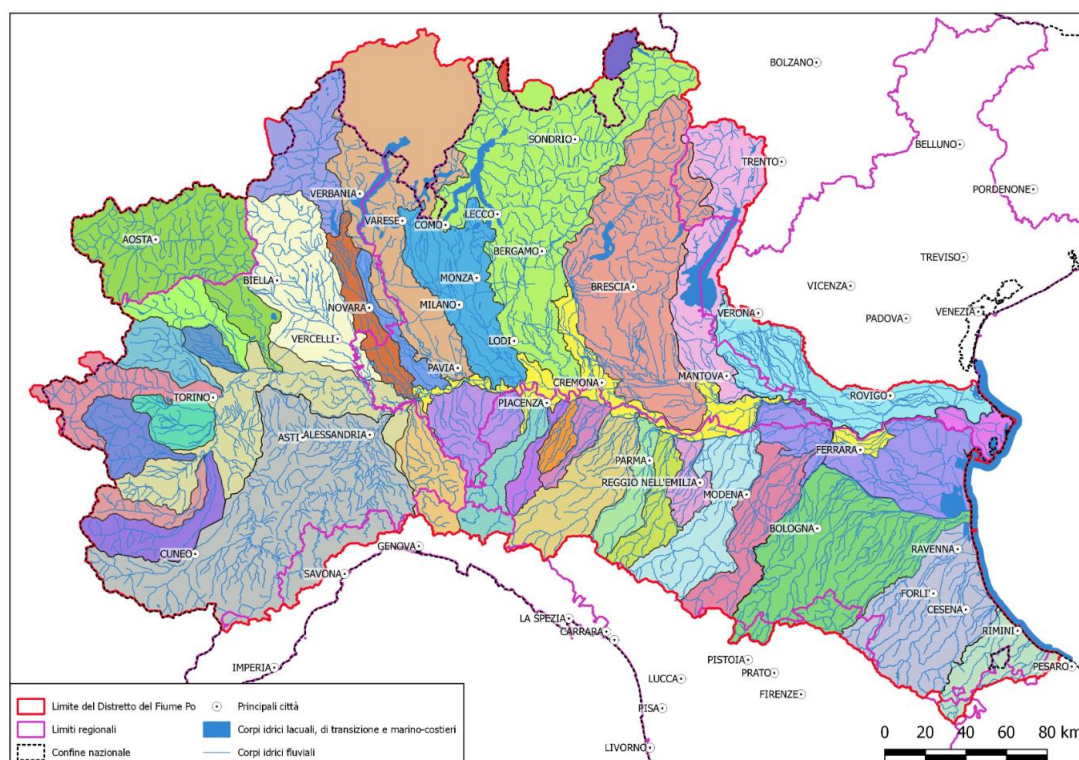 BOLZANO
SONDRIO
BELLUNO
TRENTO
PORDENONE
VERBANIA
LECCO
VARESE
COMO
AOSTA
BERGAMO
TREVISO
BIELLA
MONZA
BRESCIA
VICENZA
MILANO
NOVARA
VERONA
PADOVA
VENEZIA
VERCELLI
LODI
PAVIA
CREMONA
MANTOVA
TORINO
PIACENZA
ROVIGO
ASTI
ALESSANDRIA
FERRARA
PARMA
REGGIO NELL'EMILIA
MODENA
BOLOGNA
GENOVA
RAVENNA
CUNEO
SAVONA
FORLI'
CESENA
LA SPEZIA
CARRARA
RIMINI
IMPERIA
PISTOIA
PESARO
PRATO
LUCCA
FIRENZE
PISA
LIVORNO
Limite del Distretto del Fiume Po
Principali città
Limiti regionali
Corpi idrici lacuali, di transizione e marino-costieri
Confine nazionale
Corpi idrici fluviali
0 20 40 60 80 km